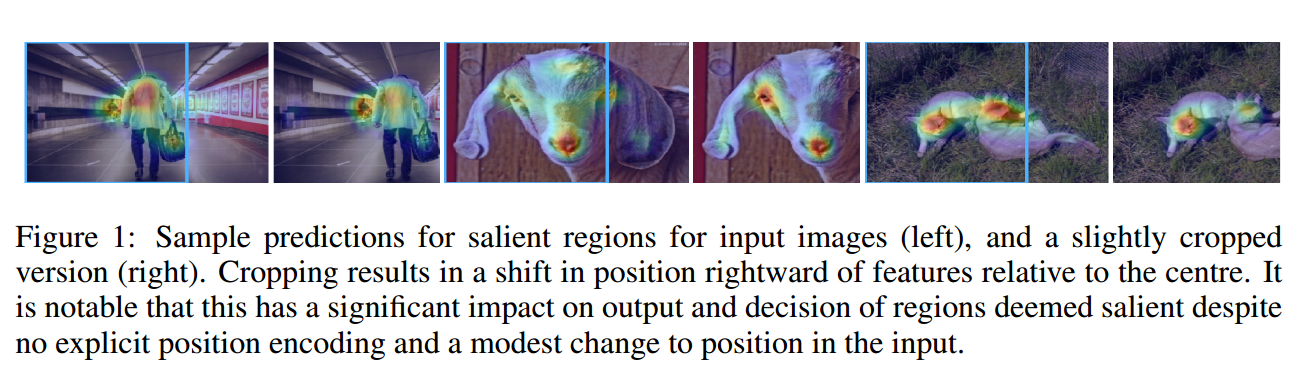 Figure 1: Sample predictions for salient regions for input images (left), and a slightly cropped
version (right). Cropping results in a shift in position rightward of features relative to the centre. It
is notable that this has a significant impact on output and decision of regions deemed salient despite
no explicit position encoding and a modest change to position in the input.